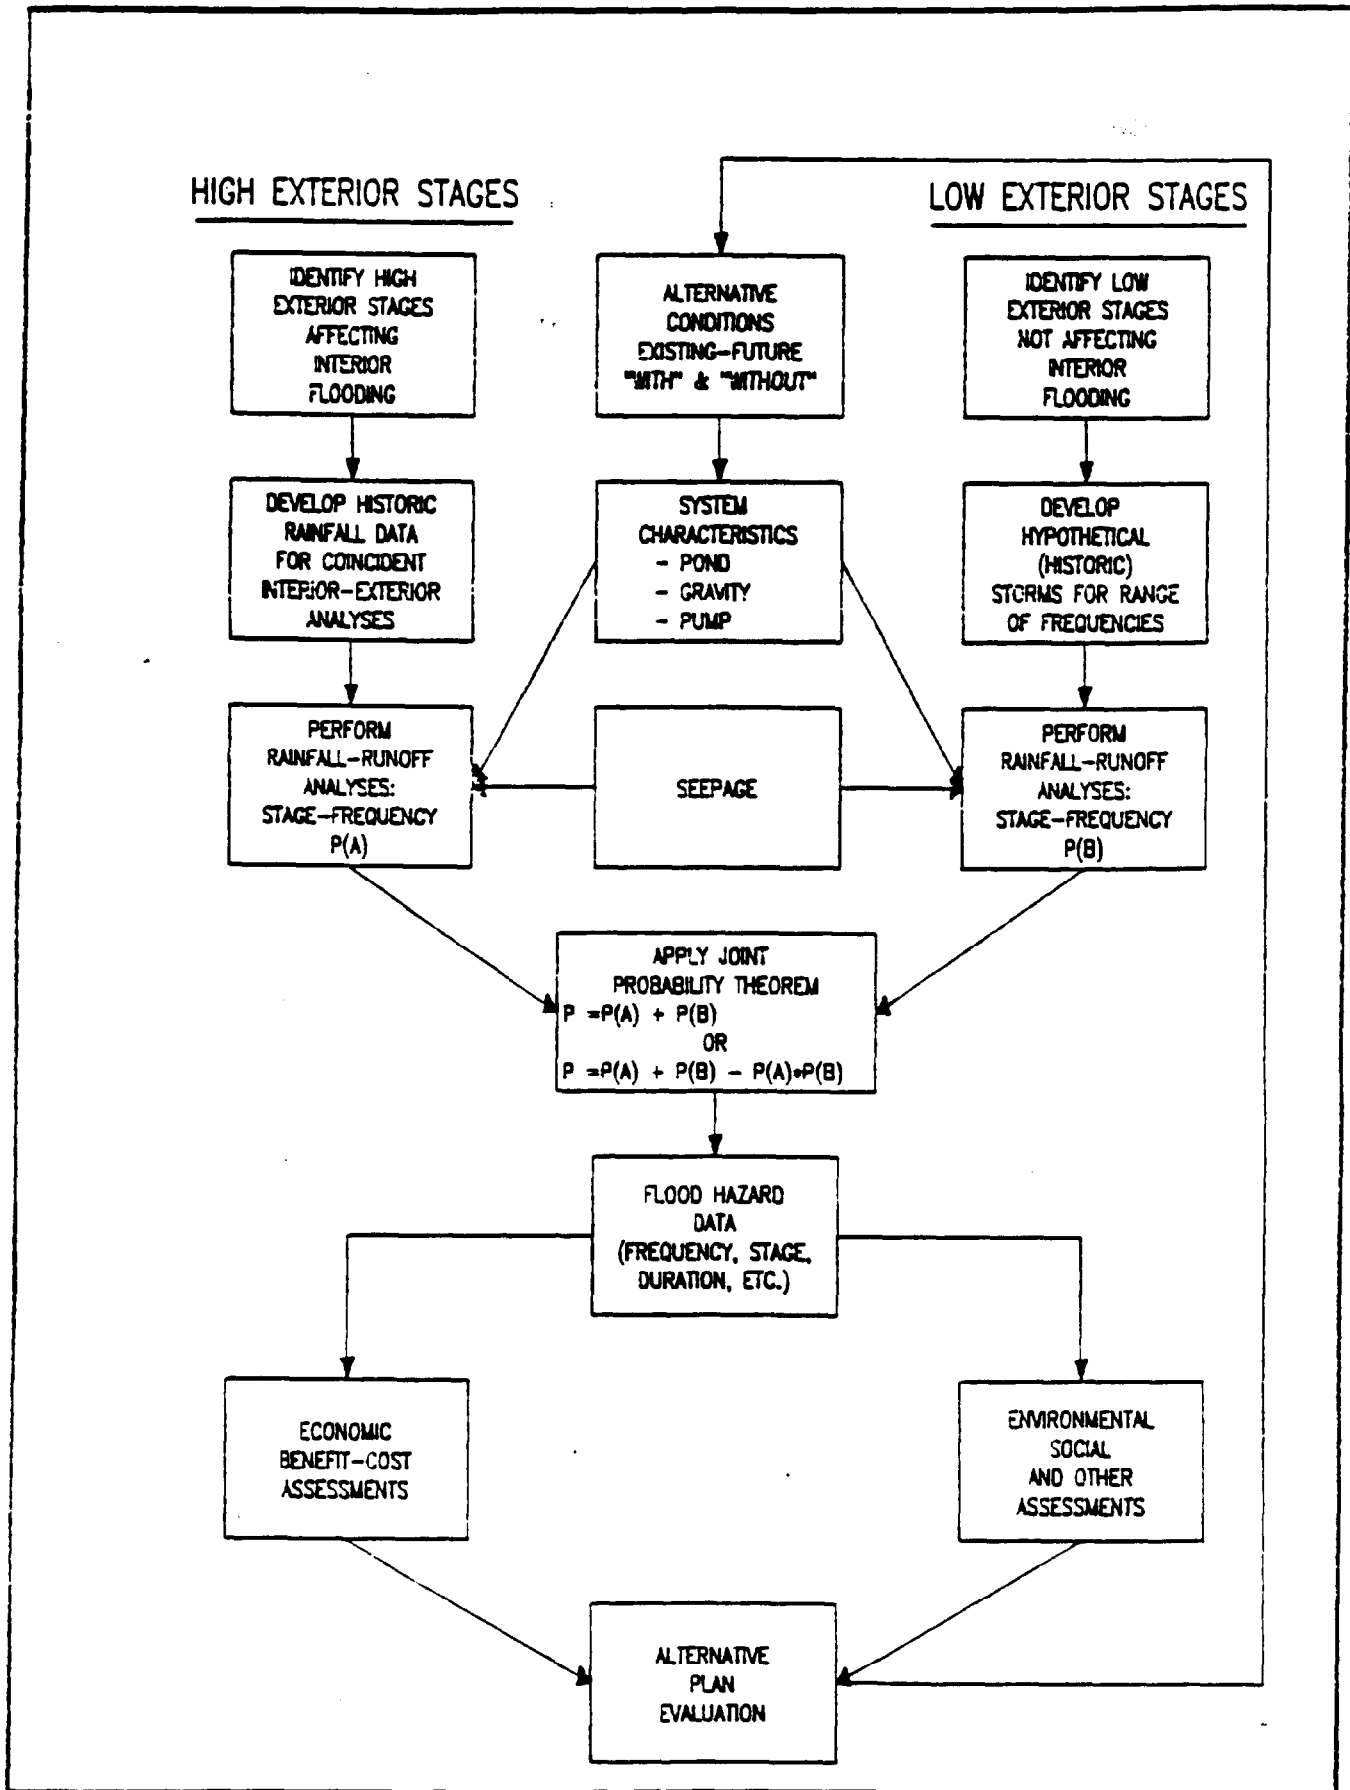 HIGH EXTERIOR STAGES
LOW EXTERIOR STAGES
IDENTIFY HIGH
EXTERIOR STAGES
AFFECTING
INTERIOR
FLOODING
ALTERNATIVE
CONDITIONS
EXISTING-FUTURE
"WITH" & "WITHOUT"
IDENTIFY LOW
EXTERIOR STAGES
NOT AFFECTING
INTERIOR
FLOODING
DEVELOP HISTORIC
RAINFALL DATA
FOR COINCIDENT
INTERIOR-EXTERIOR
ANALYSES
SYSTEM
CHARACTERISTICS
- POND
- GRAVITY
- PUMP
DEVELOP
HYPOTHETICAL
(HISTORIC)
STORMS FOR RANGE
OF FREQUENCIES
PERFORM
RAINFALL-RUNOFF
ANALYSES:
STAGE-FREQUENCY
P(A)
SEEPAGE
PERFORM
RAINFALL-RUNOFF
ANALYSES:
STAGE-FREQUENCY
P(B)
APPLY JOINT
PROBABILITY THEOREM
P =P(A) + P(B)
OR
P =P(A) + P(B) - P(A)*P(B)
FLOOD HAZARD
DATA
(FREQUENCY, STAGE,
DURATION, ETC.)
ECONOMIC
BENEFIT-COST
ASSESSMENTS
ENVIRONMENTAL
SOCIAL
AND OTHER
ASSESSMENTS
ALTERNATIVE
PLAN
EVALUATION